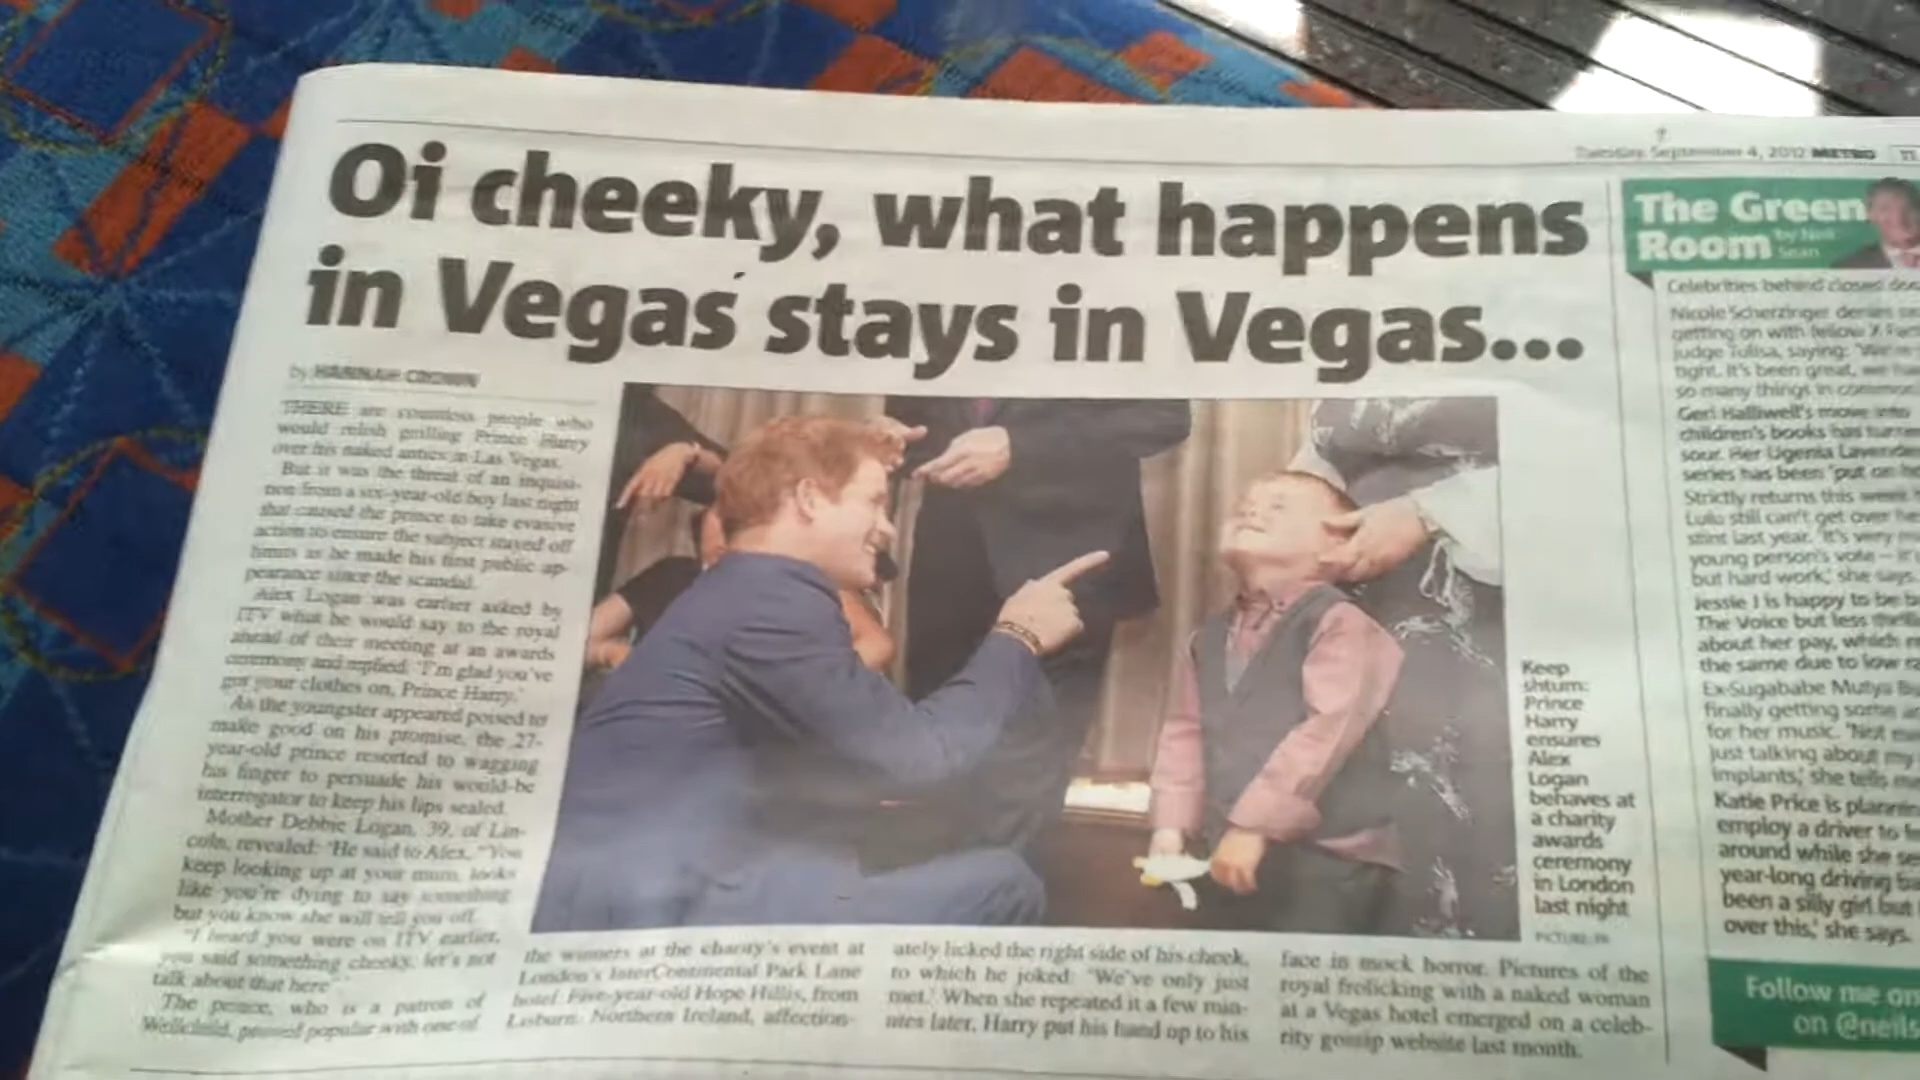 Tuesday, September 4, 2012 METRO
Oi cheeky, what happens
in Vegas stays in Vegas...
by HANNAH CROWN
THERE are countless people who
would relish grilling Prince Harry
over his naked antics in Las Vegas.
But it was the threat of an inquisi-
tion from a six-year-old boy last night
that caused the prince to take evasive
action to ensure the subject stayed off
limits as he made his first public ap-
pearance since the scandal.
Alex Logan was earlier asked by
ITV what he would say to the royal
ahead of their meeting at an awards
ceremony and replied: 'I'm glad you've
got your clothes on, Prince Harry.'
As the youngster appeared poised to
make good on his promise, the 27-
year-old prince resorted to wagging
his finger to persuade his would-be
interrogator to keep his lips sealed.
Mother Debbie Logan, 39, of Lin-
coln, revealed: 'He said to Alex, "You
keep looking up at your mum, looks
like you're dying to say something
but you know she will tell you off.
"I heard you were on ITV earlier,
you said something cheeky, let's not
talk about that here"'
The prince, who is a patron of
WellChild, proved popular with one of
the winners at the charity's event at
London's InterContinental Park Lane
hotel. Five-year-old Hope Hillis, from
Lisburn, Northern Ireland, affection-
ately licked the right side of his cheek,
to which he joked: 'We've only just
met.' When she repeated it a few min-
utes later, Harry put his hand up to his
face in mock horror. Pictures of the
royal frolicking with a naked woman
at a Vegas hotel emerged on a celeb-
rity gossip website last month.
Keep
shtum:
Prince
Harry
ensures
Alex
Logan
behaves at
a charity
awards
ceremony
in London
last night
PICTURE: PA
The Green
Room by Neil
Sean
Celebrities behind closed
Nicole Scherzinger denies
getting on with fellow X
judge Tulisa, saying: 'We're
tight. It's been great, we
so many things in common
Geri Halliwell's move into
children's books has turned
sour. Her Ugenia Lavender
series has been 'put on
Strictly returns this week
Lulu still can't get over
stint last year. 'It's very
young person's vote – it's
but hard work,' she says.
Jessie J is happy to be
The Voice but less
about her pay, which
the same due to low
Ex-Sugababe Mutya
finally getting some
for her music. 'Not
just talking about my
implants,' she tells
Katie Price is planning
employ a driver to
around while she
year-long driving
been a silly girl but
over this,' she says.
Follow me on
on @neils